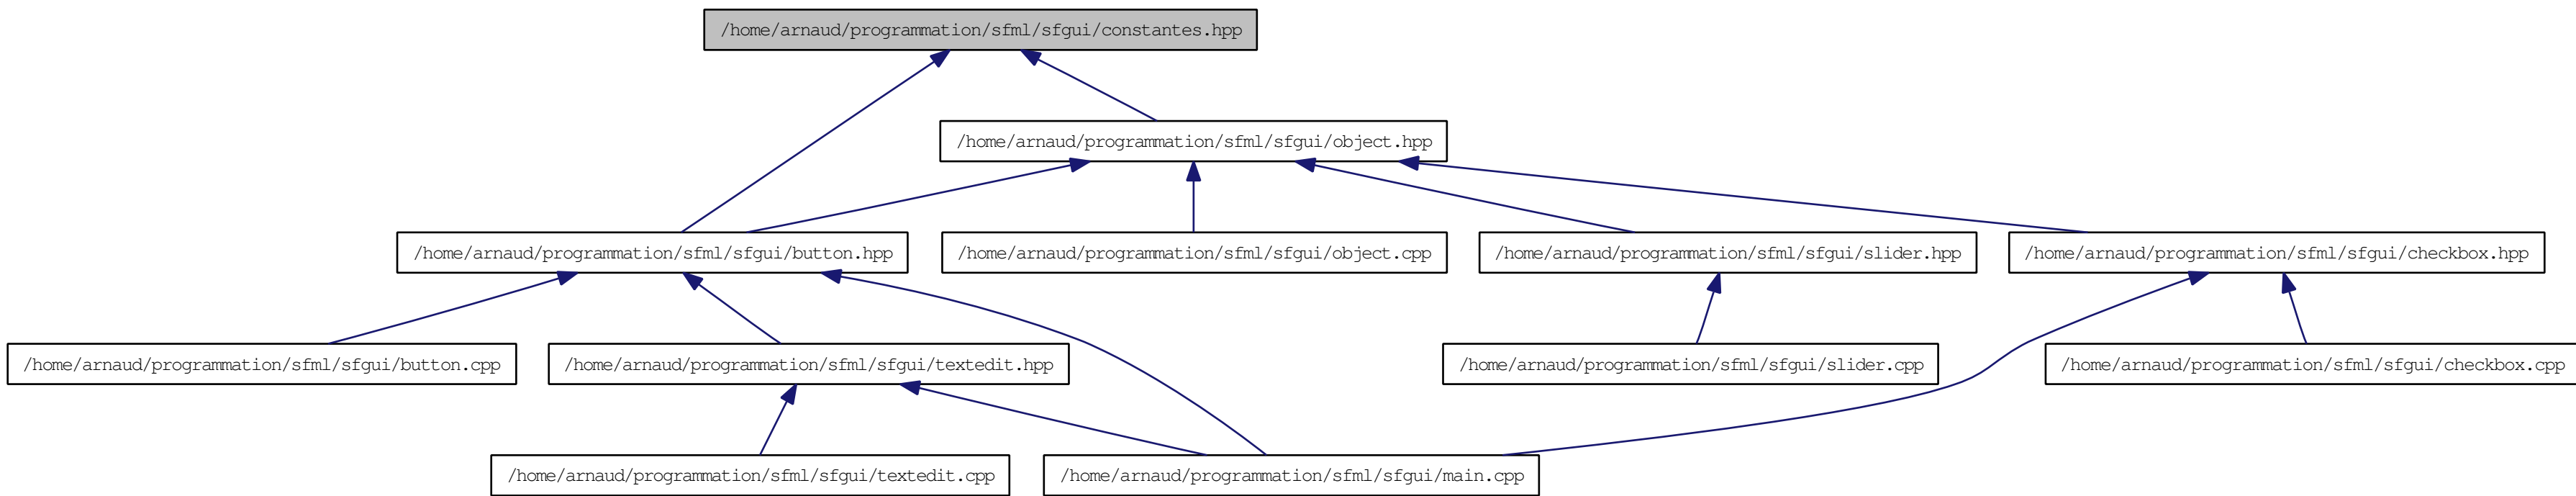 /home/arnaud/programmation/sfml/sfgui/constantes.hpp
/home/arnaud/programmation/sfml/sfgui/object.hpp
/home/arnaud/programmation/sfml/sfgui/button.hpp
/home/arnaud/programmation/sfml/sfgui/object.cpp
/home/arnaud/programmation/sfml/sfgui/slider.hpp
/home/arnaud/programmation/sfml/sfgui/checkbox.hpp
/home/arnaud/programmation/sfml/sfgui/button.cpp
/home/arnaud/programmation/sfml/sfgui/textedit.hpp
/home/arnaud/programmation/sfml/sfgui/slider.cpp
/home/arnaud/programmation/sfml/sfgui/checkbox.cpp
/home/arnaud/programmation/sfml/sfgui/textedit.cpp
/home/arnaud/programmation/sfml/sfgui/main.cpp